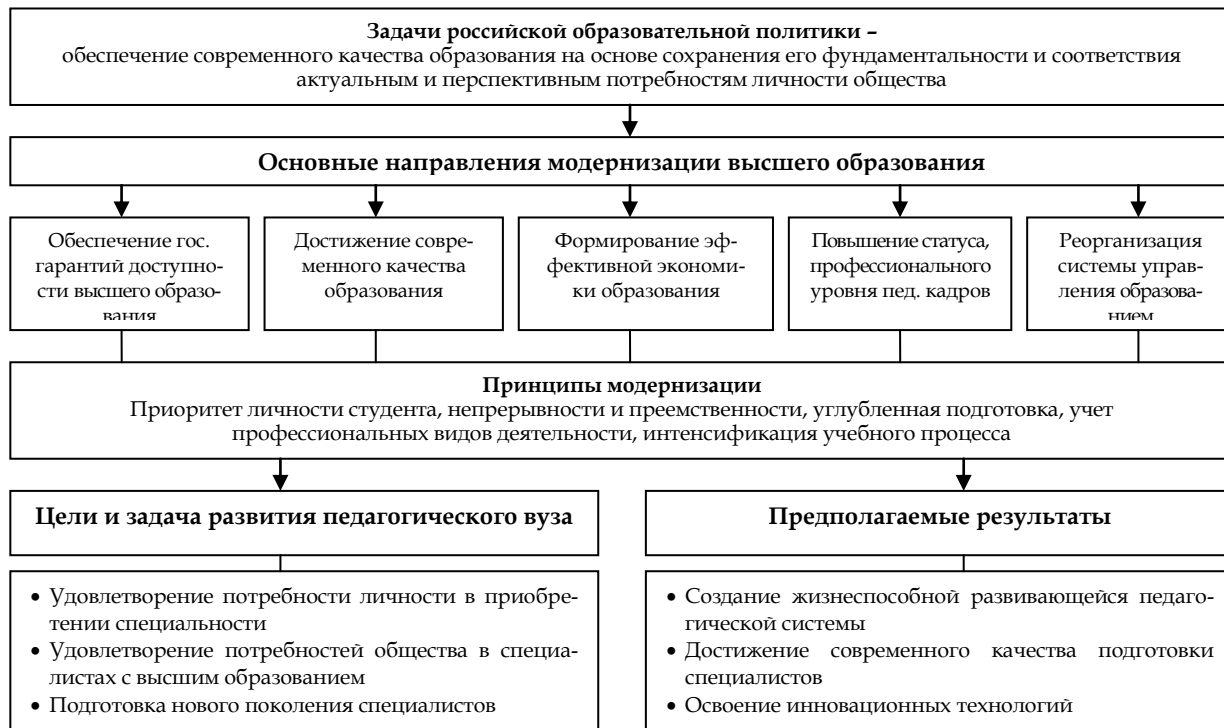 Задачи российской образовательной политики –
обеспечение современного качества образования на основе сохранения его фундаментальности и соответствия
актуальным и перспективным потребностям личности общества
Основные направления модернизации высшего образования
Обеспечение гос.
гарантий доступно-
сти высшего образо-
вания
Достижение совре-
менного качества
образования
Формирование эф-
фективной экономи-
ки образования
Повышение статуса,
профессионального
уровня пед. кадров
Реорганизация
системы управ-
ления образова-
нием
Принципы модернизации
Приоритет личности студента, непрерывности и преемственности, углубленная подготовка, учет
профессиональных видов деятельности, интенсификация учебного процесса
Цели и задача развития педагогического вуза
• Удовлетворение потребности личности в приобре-
тении специальности
• Удовлетворение потребностей общества в специа-
листах с высшим образованием
• Подготовка нового поколения специалистов
Предполагаемые результаты
• Создание жизнеспособной развивающейся педаго-
гической системы
• Достижение современного качества подготовки
специалистов
• Освоение инновационных технологий